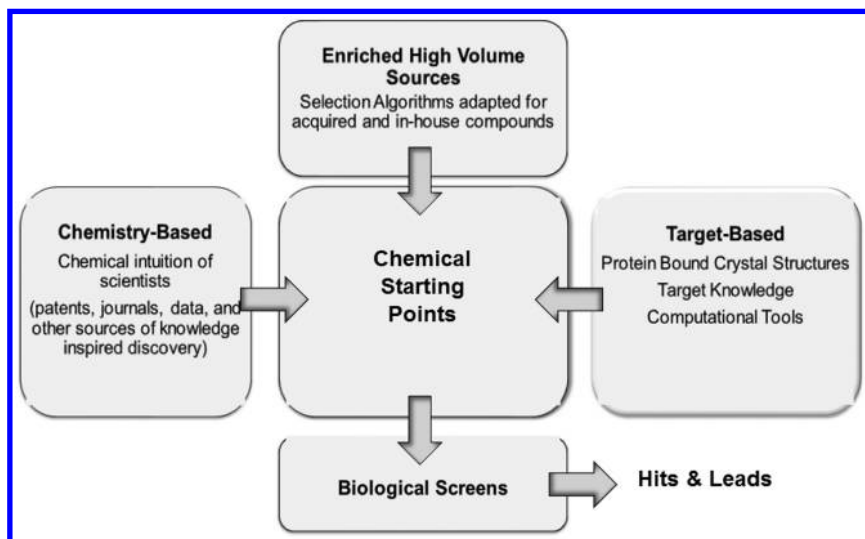 Enriched High Volume
Sources
Selection Algorithms adapted for
acquired and in-house compounds
Chemistry-Based
Chemical intuition of
scientists
(patents, journals, data, and
other sources of knowledge
inspired discovery)
Chemical
Starting
Points
Target-Based
Protein Bound Crystal Structures
Target Knowledge
Computational Tools
Biological Screens
Hits & Leads